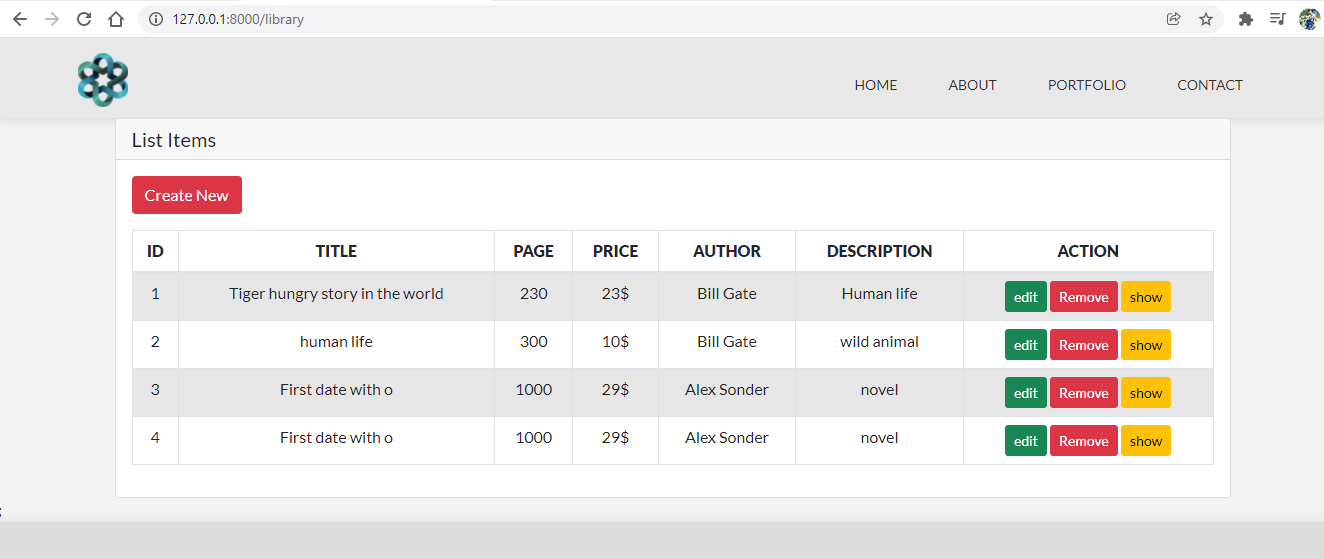 127.0.0.1:8000/library
HOME ABOUT PORTFOLIO CONTACT
List Items
Create New
ID TITLE PAGE PRICE AUTHOR DESCRIPTION ACTION
1 Tiger hungry story in the world 230 23$ Bill Gate Human life edit Remove show
2 human life 300 10$ Bill Gate wild animal edit Remove show
3 First date with o 1000 29$ Alex Sonder novel edit Remove show
4 First date with o 1000 29$ Alex Sonder novel edit Remove show
;